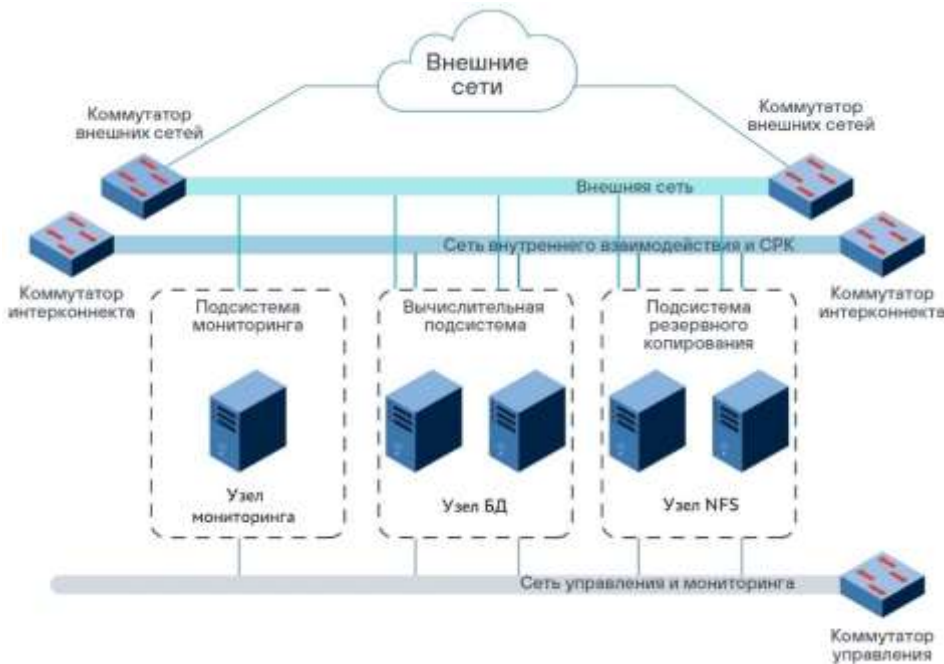 Внешние
сети
Коммутатор
внешних сетей
Коммутатор
внешних сетей
Внешняя сеть
Сеть внутреннего взаимодействия и СРК
Коммутатор
интерконнекта
Подсистема
мониторинга
Вычислительная
подсистема
Подсистема
резервного
копирования
Коммутатор
интерконнекта
Узел
мониторинга
Узел БД
Узел NFS
Сеть управления и мониторинга
Коммутатор
управления